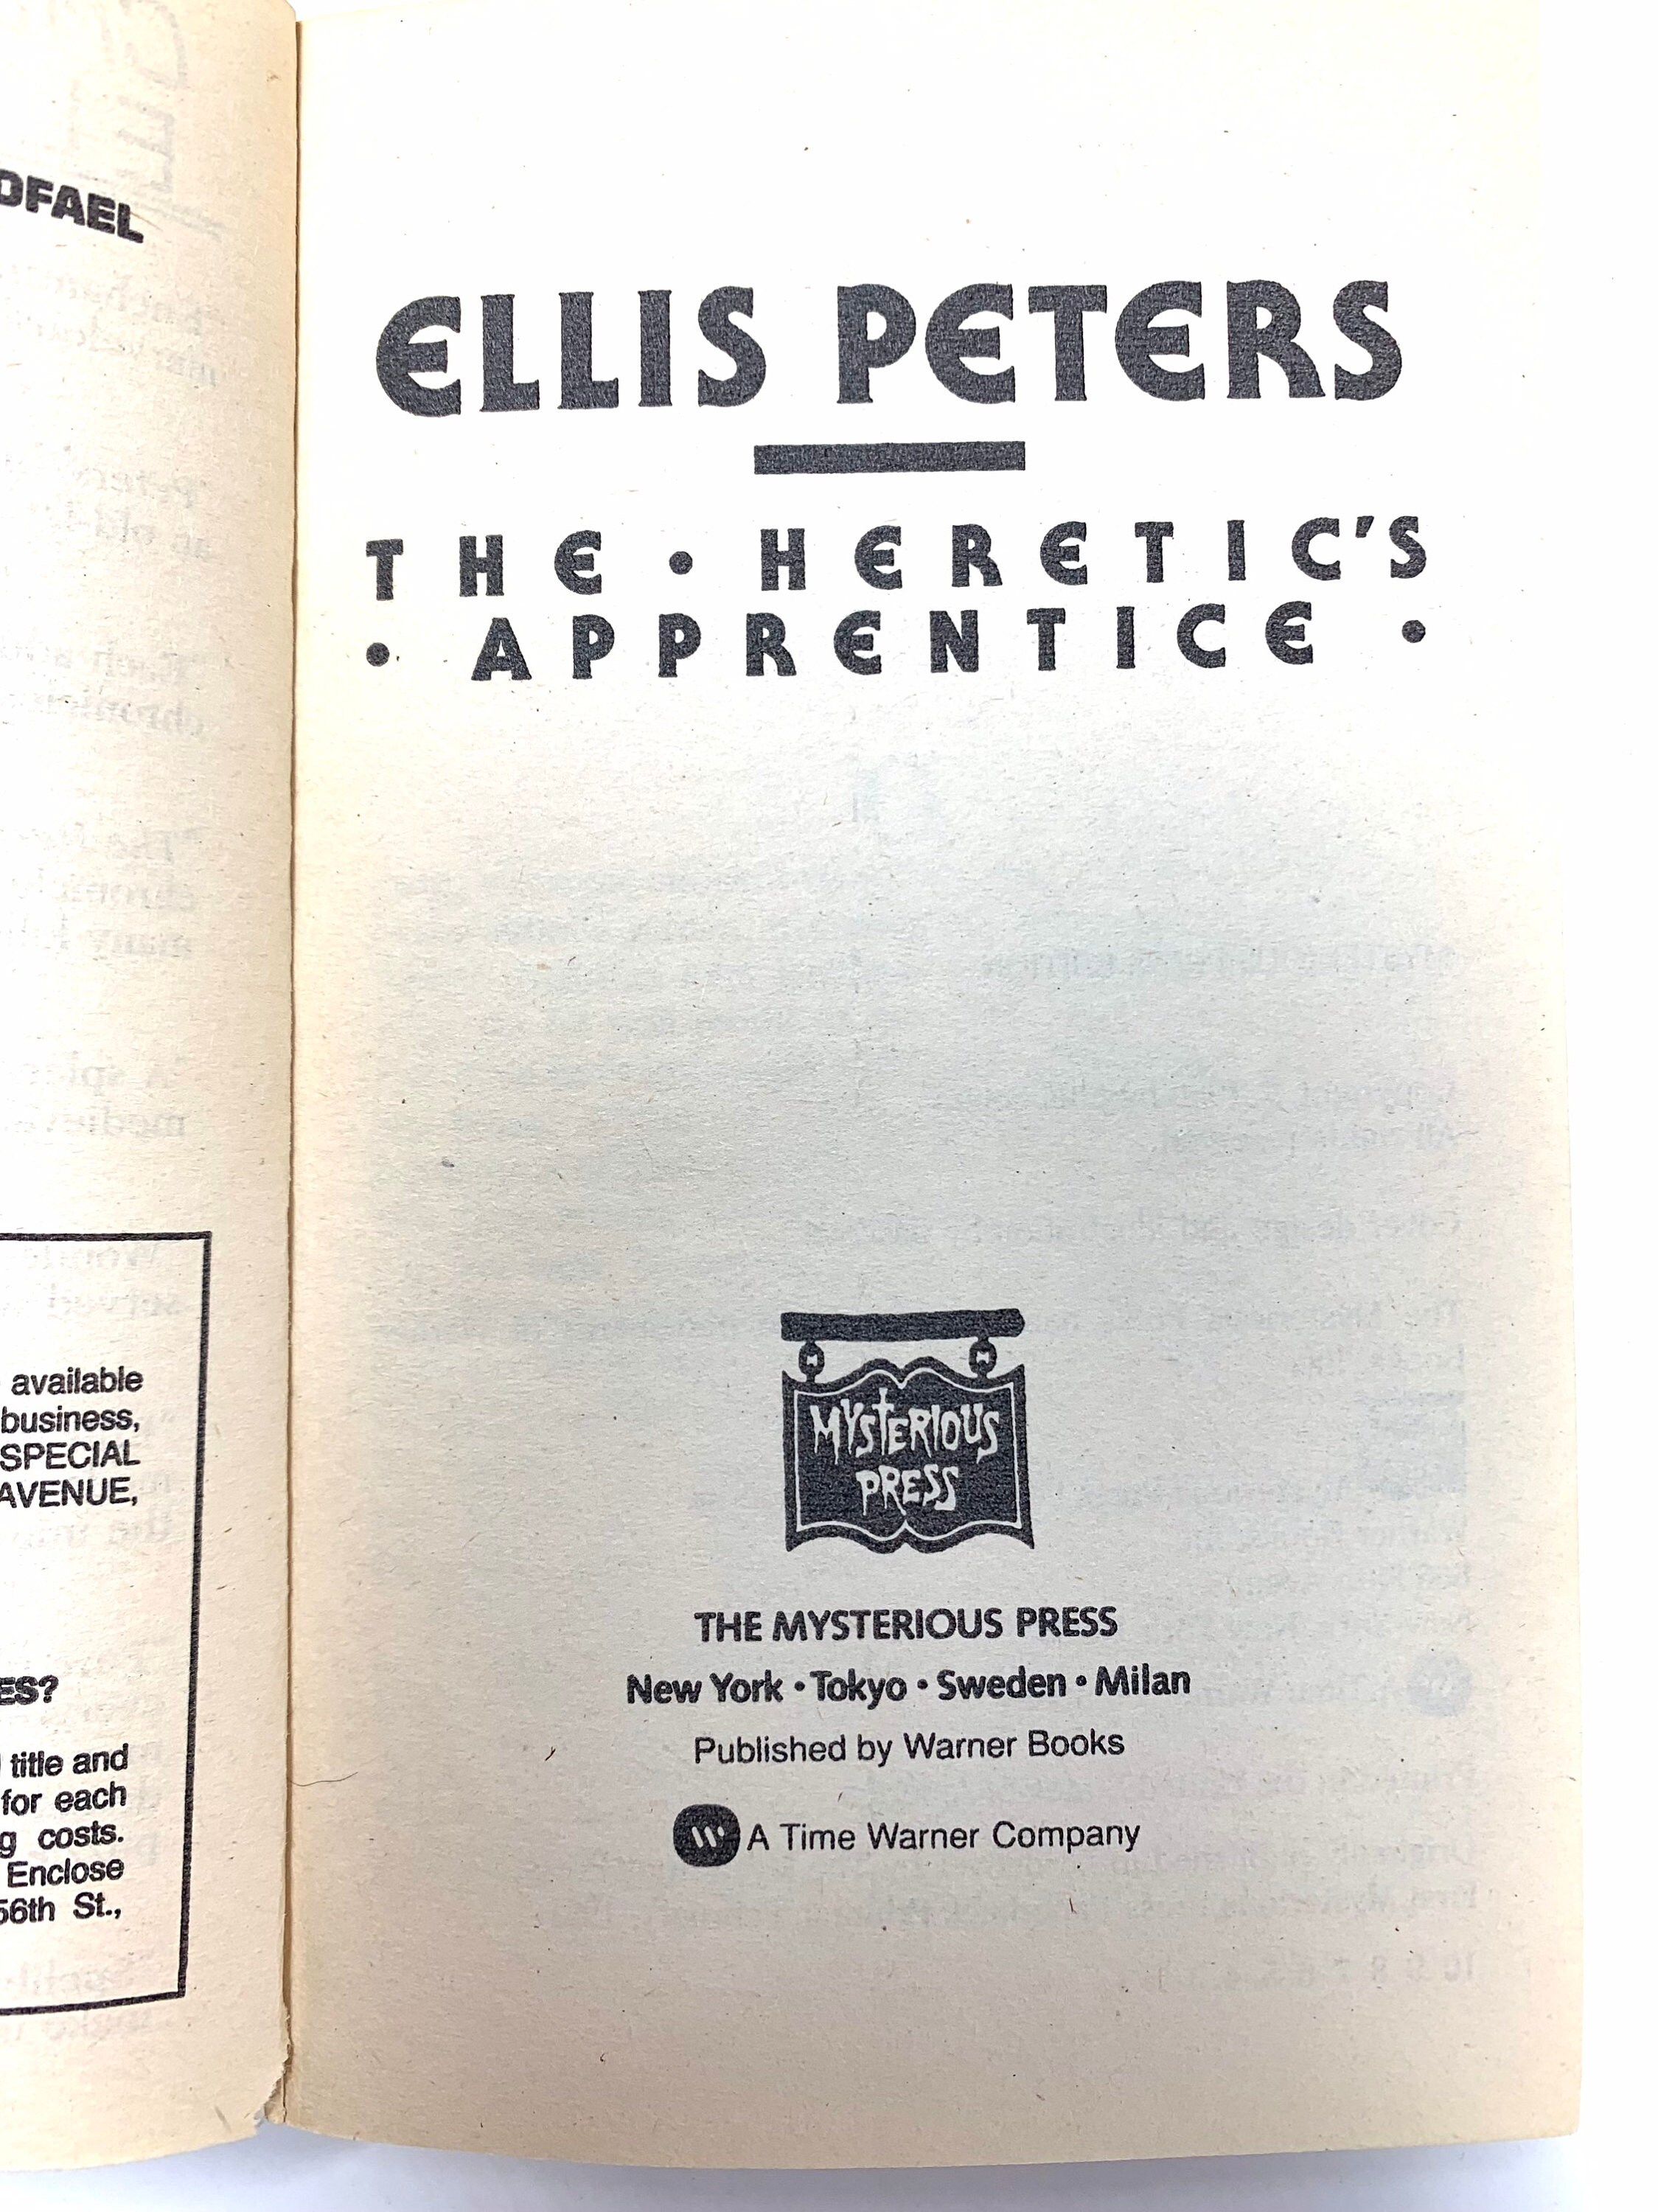 OFAEL
available
business,
SPECIAL
AVENUE,
ES?
title and
for each
g costs.
Enclose
56th St.,
ELLIS PETERS
THE • HERETIC'S
• APPRENTICE •
MYSTERIOUS
PRESS
THE MYSTERIOUS PRESS
New York • Tokyo • Sweden • Milan
Published by Warner Books
A Time Warner Company